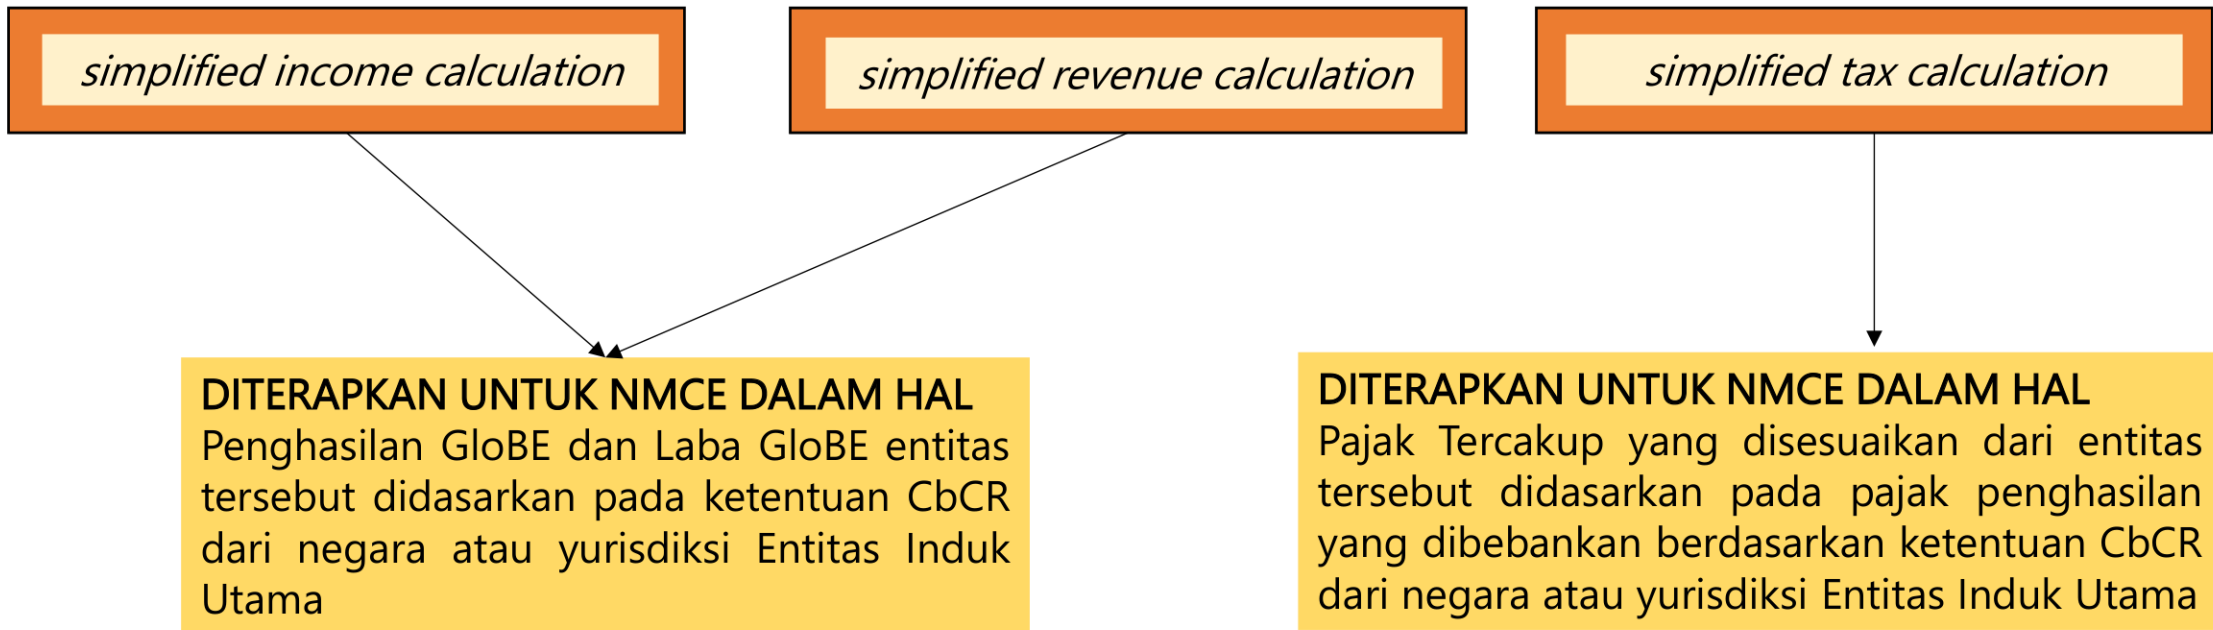 simplified income calculation
simplified revenue calculation
simplified tax calculation
DITERAPKAN UNTUK NMCE DALAM HAL
Penghasilan GloBE dan Laba GloBE entitas
tersebut didasarkan pada ketentuan CbCR
dari negara atau yurisdiksi Entitas Induk
Utama
DITERAPKAN UNTUK NMCE DALAM HAL
Pajak Tercakup yang disesuaikan dari entitas
tersebut didasarkan pada pajak penghasilan
yang dibebankan berdasarkan ketentuan CbCR
dari negara atau yurisdiksi Entitas Induk Utama